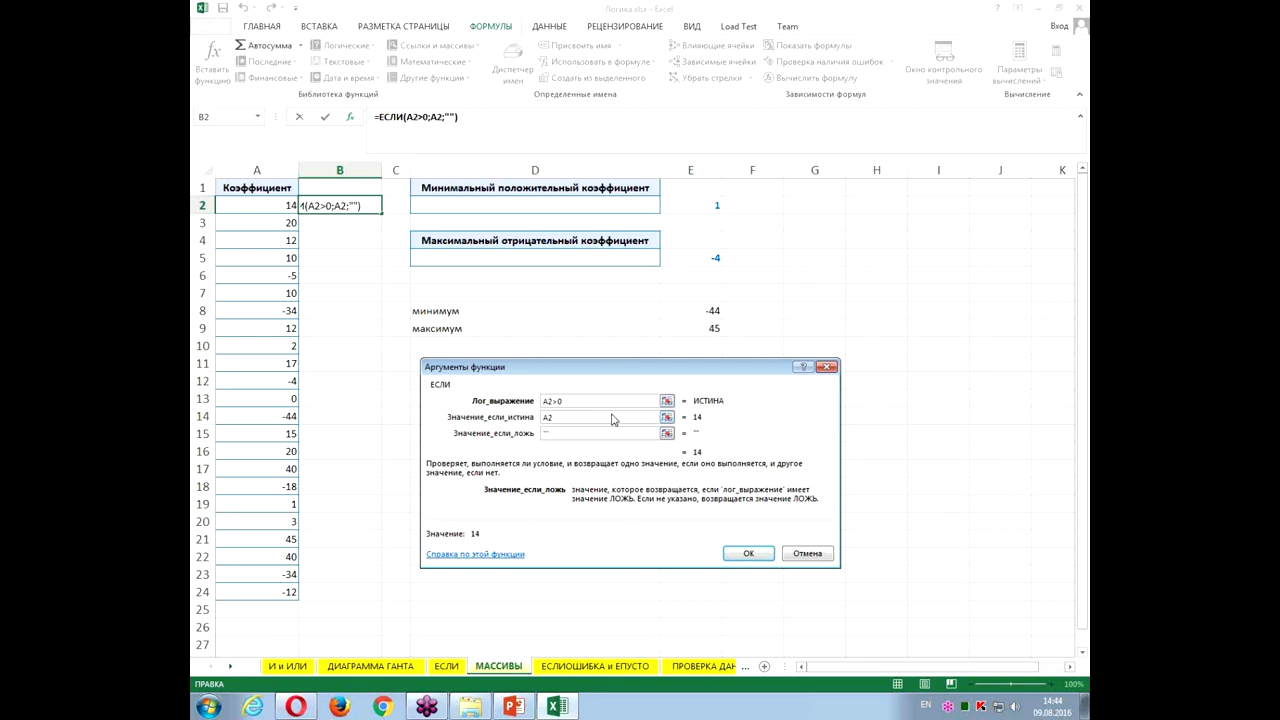 Логика.xlsx - Excel
ГЛАВНАЯ ВСТАВКА РАЗМЕТКА СТРАНИЦЫ ФОРМУЛЫ ДАННЫЕ РЕЦЕНЗИРОВАНИЕ ВИД Load Test Team Вход
Вставить функцию
Автосумма
Последние
Финансовые
Логические
Текстовые
Дата и время
Ссылки и массивы
Математические
Другие функции
Библиотека функций
Диспетчер имен
Присвоить имя
Использовать в формуле
Создать из выделенного
Определенные имена
Влияющие ячейки
Зависимые ячейки
Убрать стрелки
Показать формулы
Проверка наличия ошибок
Вычислить формулу
Зависимости формул
Окно контрольного значения
Параметры вычислений
Вычисление
B2 fx =ЕСЛИ(A2>0;A2;"")
A B C D E F G H I J K
1 Коэффициент Минимальный положительный коэффициент
2 14 И(A2>0;A2;"") 1
3 20
4 12 Максимальный отрицательный коэффициент
5 10 -4
6 -5
7 10
8 -34 минимум -44
9 12 максимум 45
10 2
11 17
12 -4
13 0
14 -44
15 15
16 20
17 40
18 -18
19 1
20 3
21 45
22 40
23 -34
24 -12
25
26
27
Аргументы функции
ЕСЛИ
Лог_выражение A2>0 = ИСТИНА
Значение_если_истина A2 = 14
Значение_если_ложь "" = ""
= 14
Проверяет, выполняется ли условие, и возвращает одно значение, если оно выполняется, и другое
значение, если нет.
Значение_если_ложь значение, которое возвращается, если 'лог_выражение' имеет
значение ЛОЖЬ. Если не указано, возвращается значение ЛОЖЬ.
Значение: 14
Справка по этой функции ОК Отмена
И и ИЛИ ДИАГРАММА ГАНТА ЕСЛИ МАССИВЫ ЕСЛИОШИБКА и ЕПУСТО ПРОВЕРКА ДАН ...
ПРАВКА 100%
EN 14:44
09.08.2016